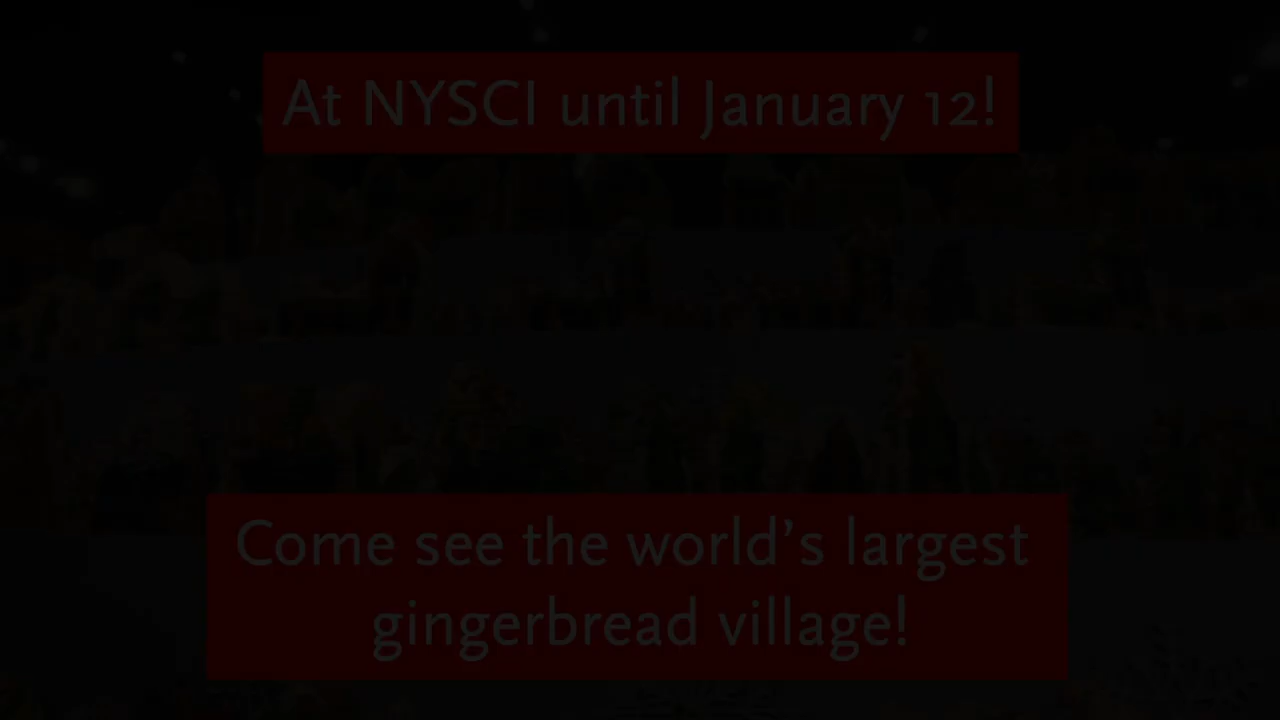 At NYSCI until January 12!
Come see the world's largest
gingerbread village!